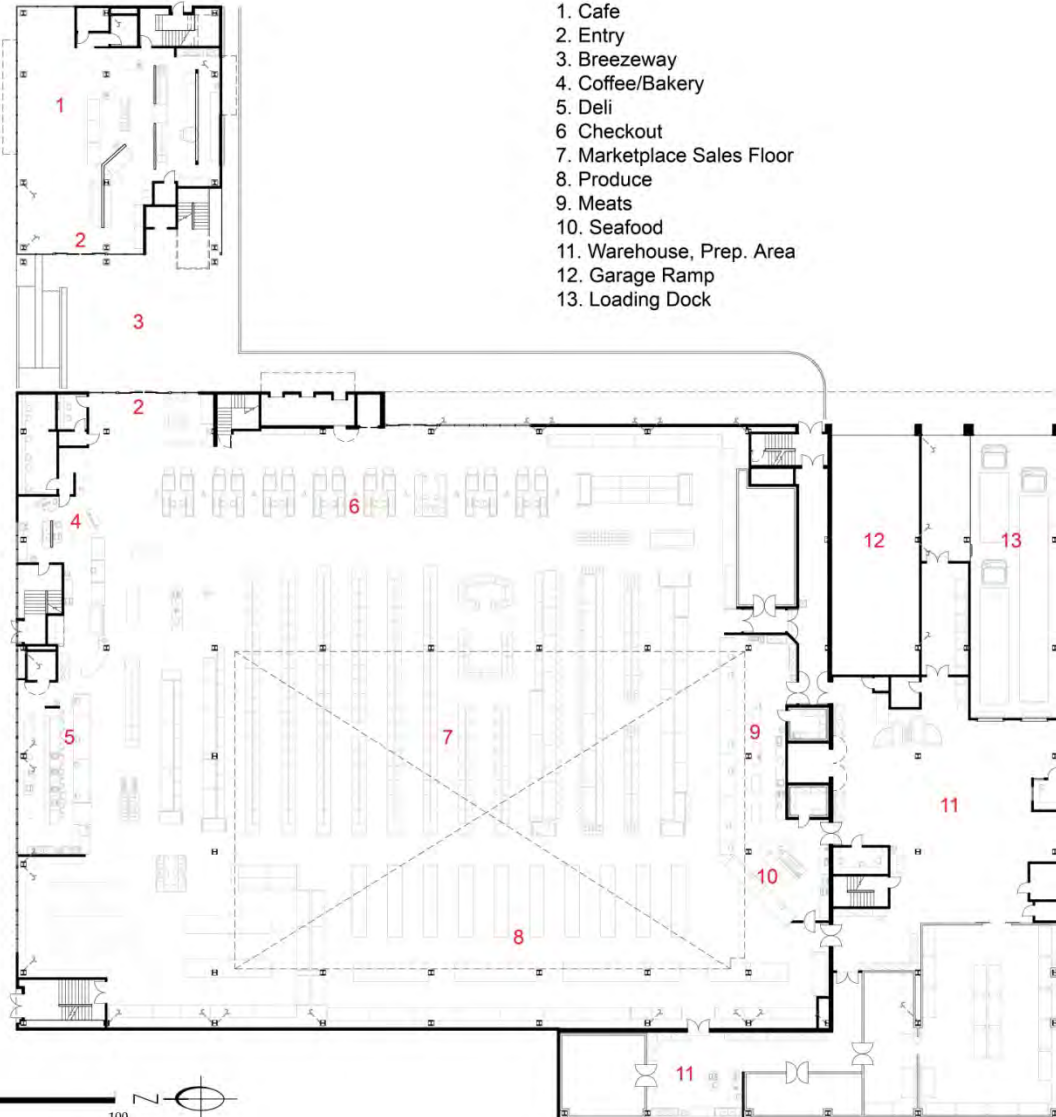 1. Cafe
2. Entry
3. Breezeway
4. Coffee/Bakery
5. Deli
6 Checkout
7. Marketplace Sales Floor
8. Produce
9. Meats
10. Seafood
11. Warehouse, Prep. Area
12. Garage Ramp
13. Loading Dock
1
2
3
2
4
6
12
13
5
7
9
11
10
8
11
100
N